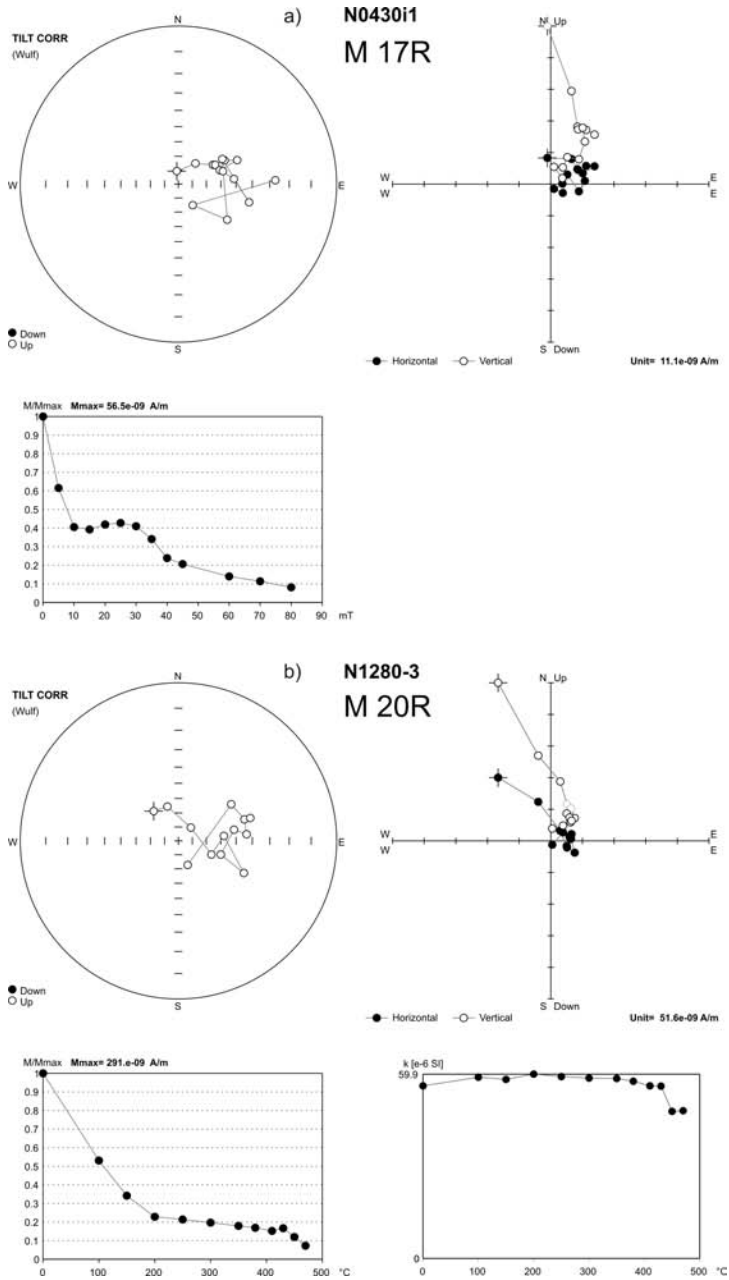 a)
N0430i1
M 17R
TILT CORR
(Wulf)
N
W
E
S
Down
Up
N Up
W E
W E
S Down
Horizontal Vertical Unit= 11.1e-09 A/m
M/Mmax Mmax= 56.5e-09 A/m
1
0.9
0.8
0.7
0.6
0.5
0.4
0.3
0.2
0.1
0
0 10 20 30 40 50 60 70 80 90 mT
b)
N1280-3
M 20R
TILT CORR
(Wulf)
N
W
E
S
Down
Up
N Up
W E
W E
S Down
Horizontal Vertical Unit= 51.6e-09 A/m
M/Mmax Mmax= 291.e-09 A/m
1
0.9
0.8
0.7
0.6
0.5
0.4
0.3
0.2
0.1
0
0 100 200 300 400 500 °C
k [e-6 SI]
59.9
0
0 100 200 300 400 500 °C